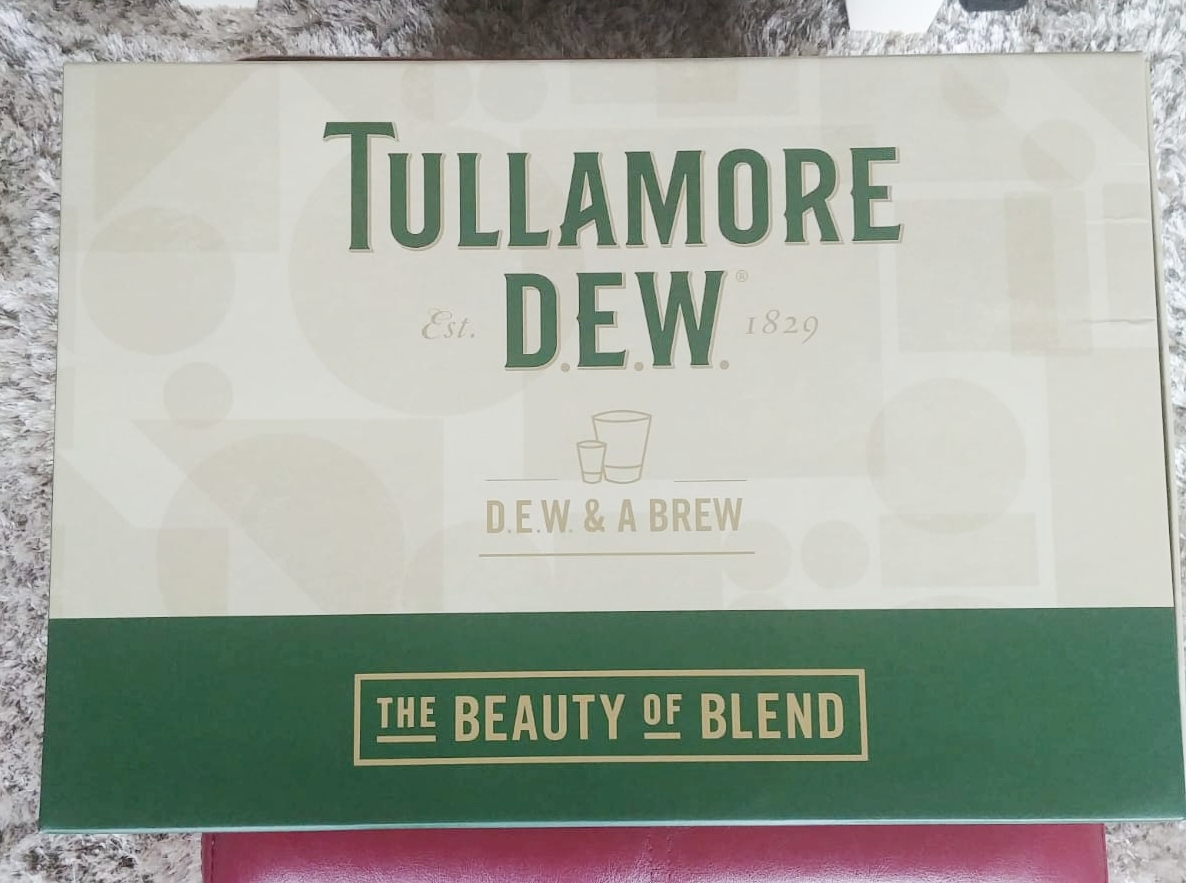 TULLAMORE
D.E.W.®
Est. 1829
D.E.W. & A BREW
THE BEAUTY OF BLEND